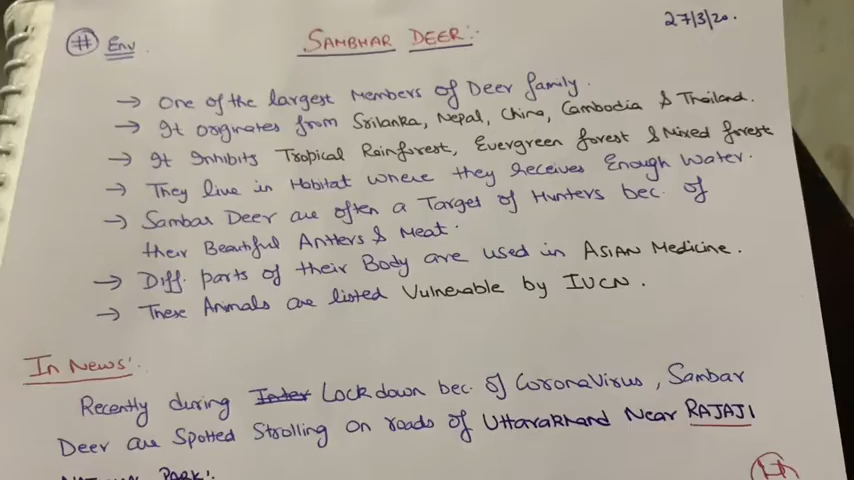 # Env.
SAMBHAR DEER:-
27/3/20.
→ One of the largest Members of Deer family.
→ It originates from Srilanka, Nepal, China, Cambodia & Thailand.
→ It Inhibits Tropical Rainforest, Evergreen forest & Mixed forest
→ They live in Habitat where they Receives Enough Water.
→ Sambar Deer are often a Target of Hunters bec. of
their Beautiful Antlers & Meat.
→ Diff. parts of their Body are used in ASIAN Medicine.
→ These Animals are listed Vulnerable by IUCN.
In News:-
Recently during Lockdown bec. of CoronaVirus, Sambar
Deer are Spotted Strolling on roads of Uttarakhand Near RAJAJI
NATIONAL PARK: